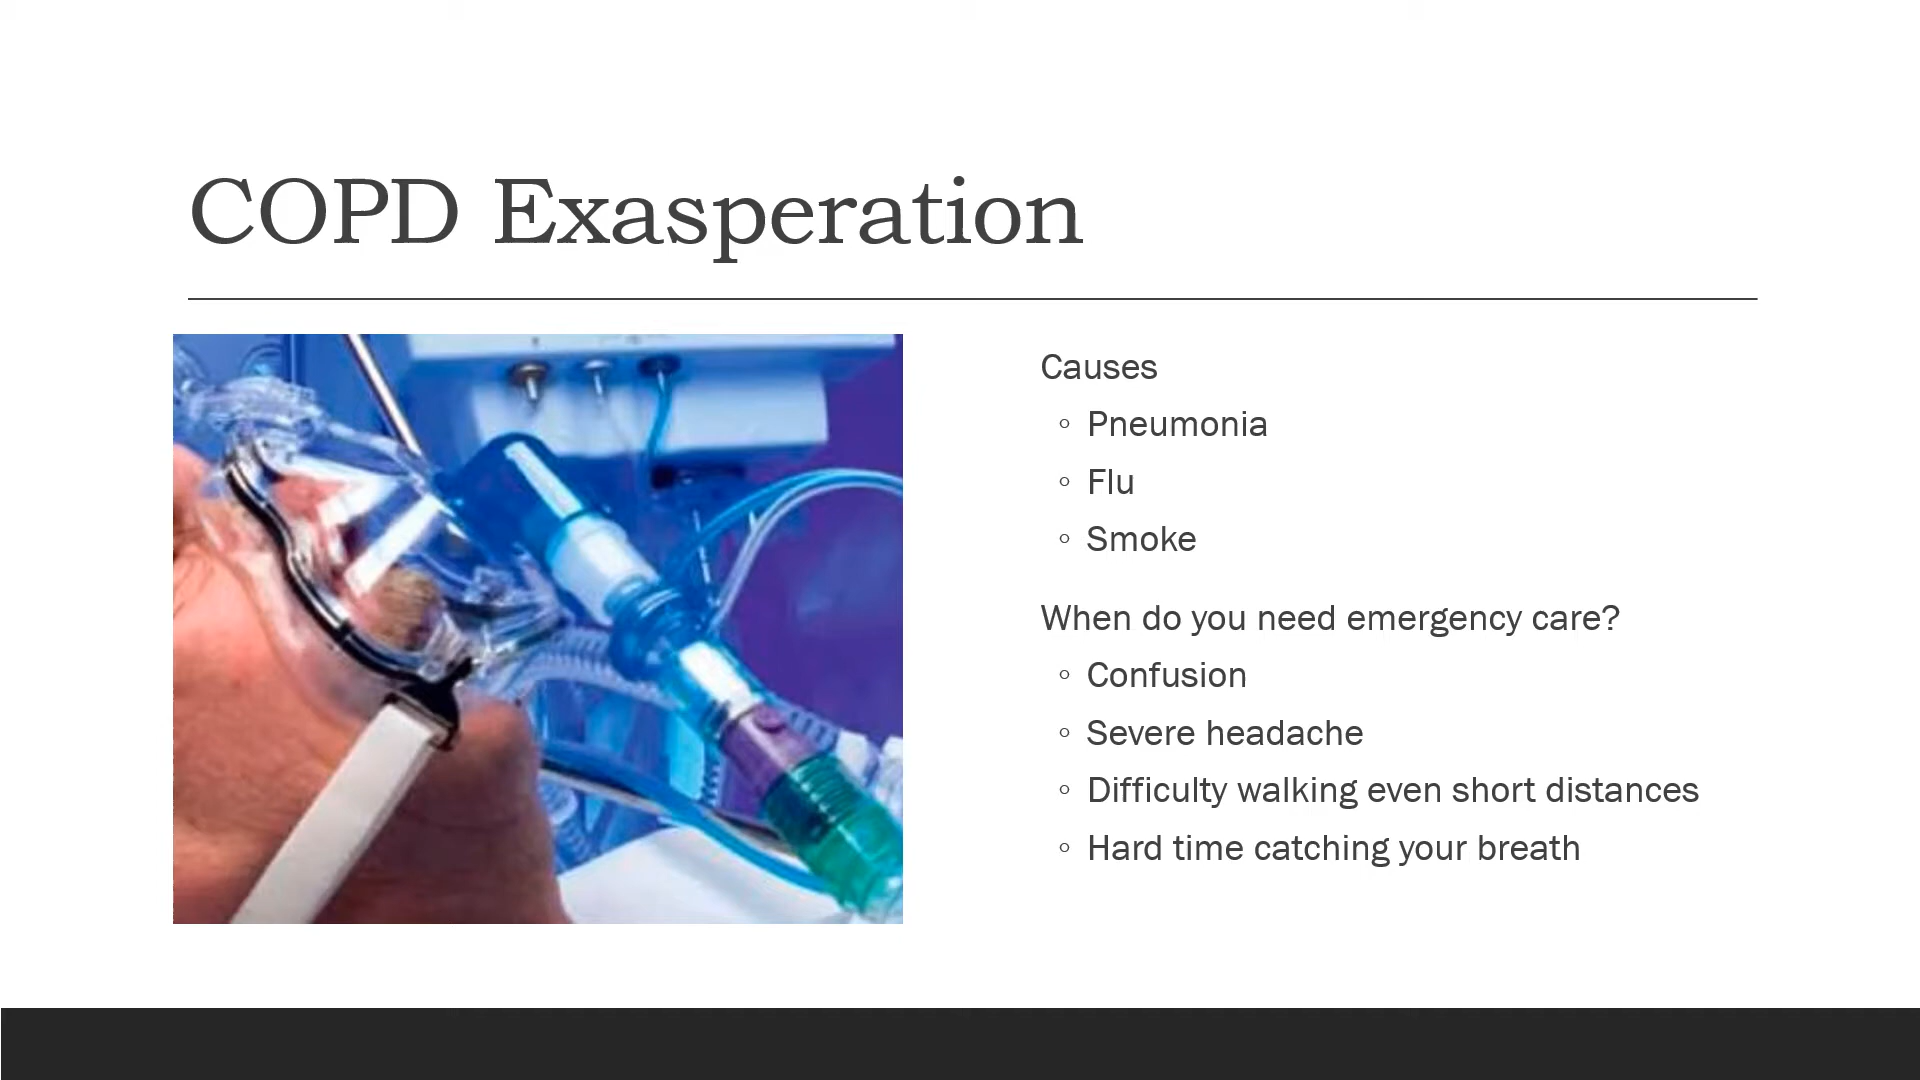 COPD Exasperation
Causes
◦ Pneumonia
◦ Flu
◦ Smoke
When do you need emergency care?
◦ Confusion
◦ Severe headache
◦ Difficulty walking even short distances
◦ Hard time catching your breath